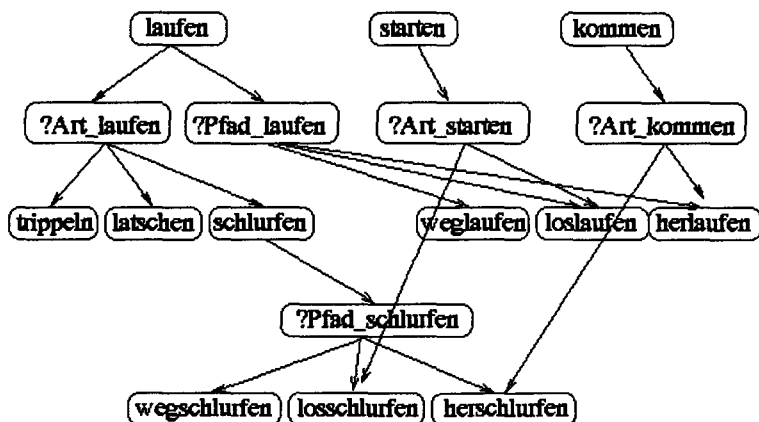 laufen starten kommen
?Art_laufen ?Pfad_laufen ?Art_starten ?Art_kommen
trippeln latschen schlurfen weglaufen loslaufen herlaufen
?Pfad_schlurfen
wegschlurfen losschlurfen herschlurfen